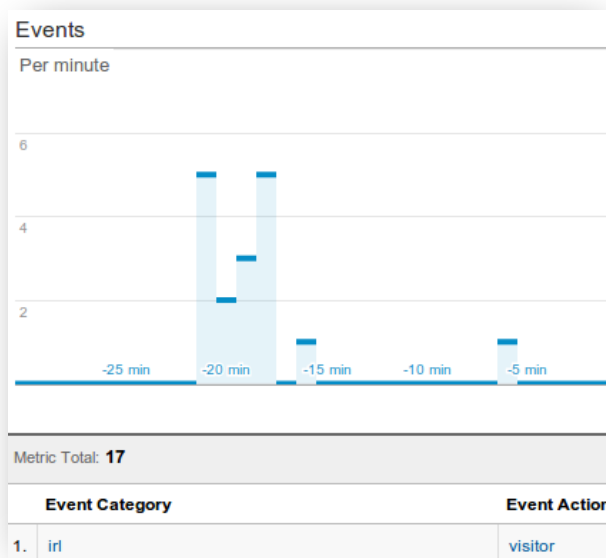 Events
Per minute
6
4
2
-25 min -20 min -15 min -10 min -5 min
Metric Total: 17
Event Category Event Action
1. irl visitor